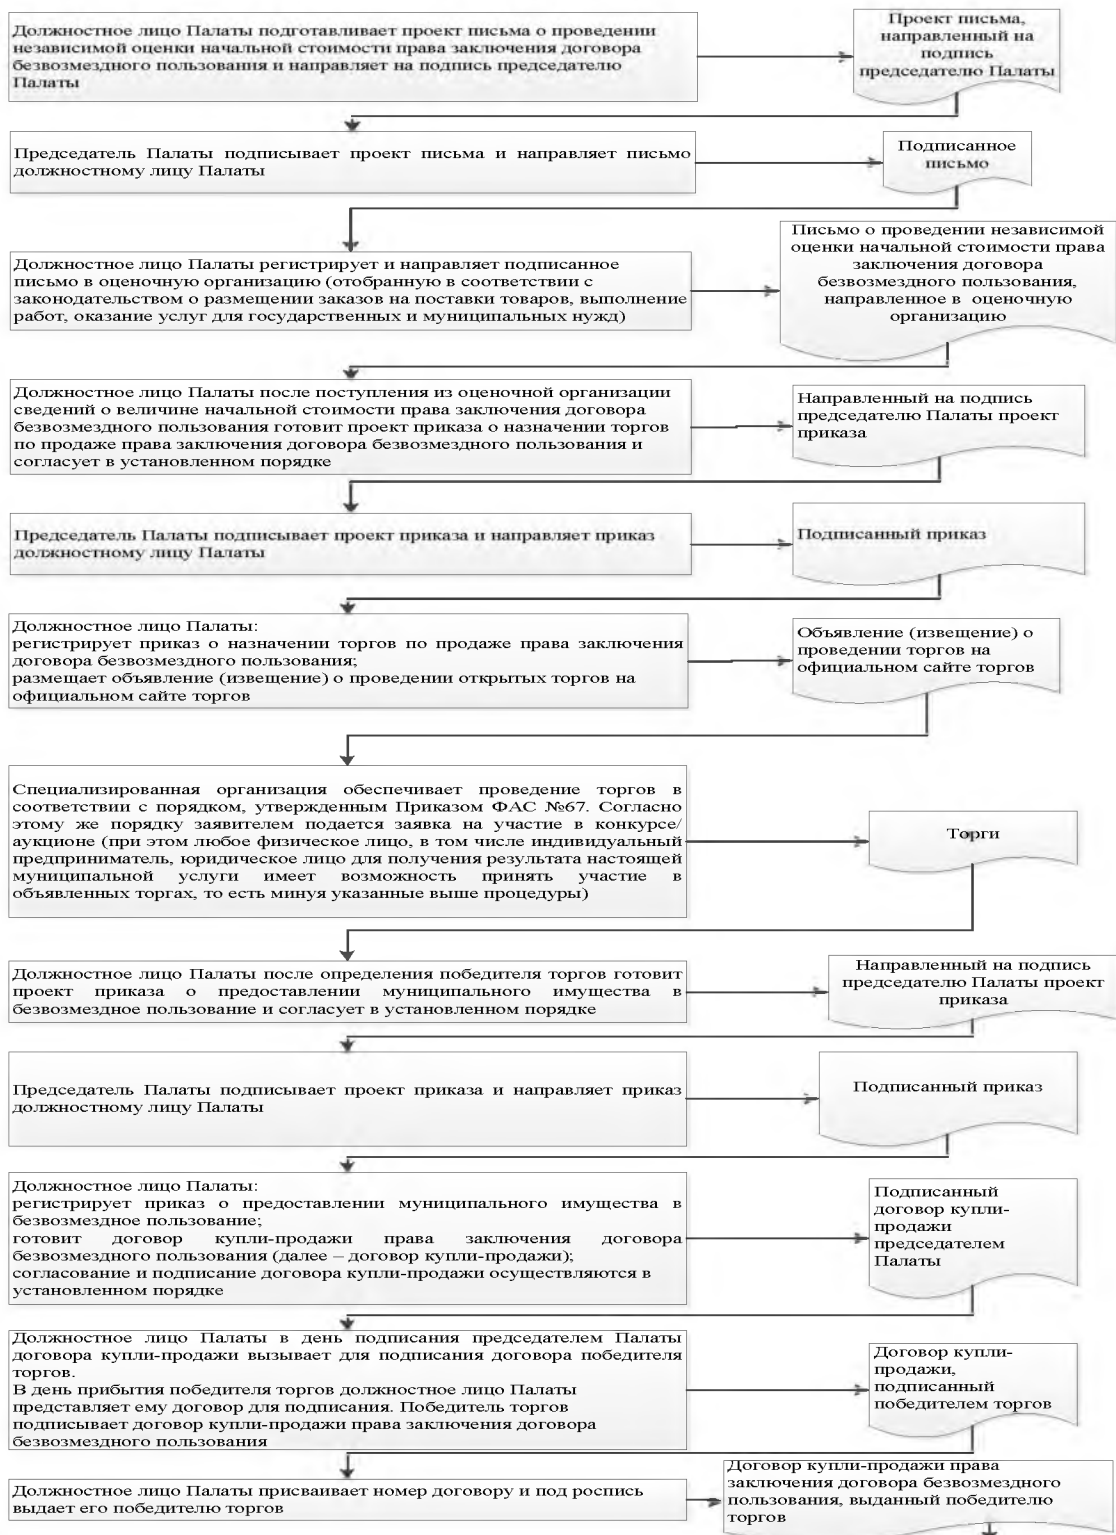 Должностное лицо Палаты подготавливает проект письма о проведении
независимой оценки начальной стоимости права заключения договора
безвозмездного пользования и направляет на подпись председателю
Палаты
Проект письма,
направленный на
подпись
председателю Палаты
Председатель Палаты подписывает проект письма и направляет письмо
должностному лицу Палаты
Подписанное
письмо
Должностное лицо Палаты регистрирует и направляет подписанное
письмо в оценочную организацию (отобранную в соответствии с
законодательством о размещении заказов на поставки товаров, выполнение
работ, оказание услуг для государственных и муниципальных нужд)
Письмо о проведении независимой
оценки начальной стоимости права
заключения договора
безвозмездного пользования,
направленное в оценочную
организацию
Должностное лицо Палаты после поступления из оценочной организации
сведений о величине начальной стоимости права заключения договора
безвозмездного пользования готовит проект приказа о назначении торгов
по продаже права заключения договора безвозмездного пользования и
согласует в установленном порядке
Направленный на подпись
председателю Палаты проект
приказа
Председатель Палаты подписывает проект приказа и направляет приказ
должностному лицу Палаты
Подписанный приказ
Должностное лицо Палаты:
регистрирует приказ о назначении торгов по продаже права заключения
договора безвозмездного пользования;
размещает объявление (извещение) о проведении открытых торгов на
официальном сайте торгов
Объявление (извещение) о
проведении торгов на
официальном сайте торгов
Специализированная организация обеспечивает проведение торгов в
соответствии с порядком, утвержденным Приказом ФАС №67. Согласно
этому же порядку заявителем подается заявка на участие в конкурсе/
аукционе (при этом любое физическое лицо, в том числе индивидуальный
предприниматель, юридическое лицо для получения результата настоящей
муниципальной услуги имеет возможность принять участие в
объявленных торгах, то есть минуя указанные выше процедуры)
Торги
Должностное лицо Палаты после определения победителя торгов готовит
проект приказа о предоставлении муниципального имущества в
безвозмездное пользование и согласует в установленном порядке
Направленный на подпись
председателю Палаты проект
приказа
Председатель Палаты подписывает проект приказа и направляет приказ
должностному лицу Палаты
Подписанный приказ
Должностное лицо Палаты:
регистрирует приказ о предоставлении муниципального имущества в
безвозмездное пользование;
готовит договор купли-продажи права заключения договора
безвозмездного пользования (далее – договор купли-продажи);
согласование и подписание договора купли-продажи осуществляются в
установленном порядке
Подписанный
договор купли-
продажи
председателем
Палаты
Должностное лицо Палаты в день подписания председателем Палаты
договора купли-продажи вызывает для подписания договора победителя
торгов.
В день прибытия победителя торгов должностное лицо Палаты
представляет ему договор для подписания. Победитель торгов
подписывает договор купли-продажи права заключения договора
безвозмездного пользования
Договор купли-
продажи,
подписанный
победителем торгов
Должностное лицо Палаты присваивает номер договору и под роспись
выдает его победителю торгов
Договор купли-продажи права
заключения договора безвозмездного
пользования, выданный победителю
торгов